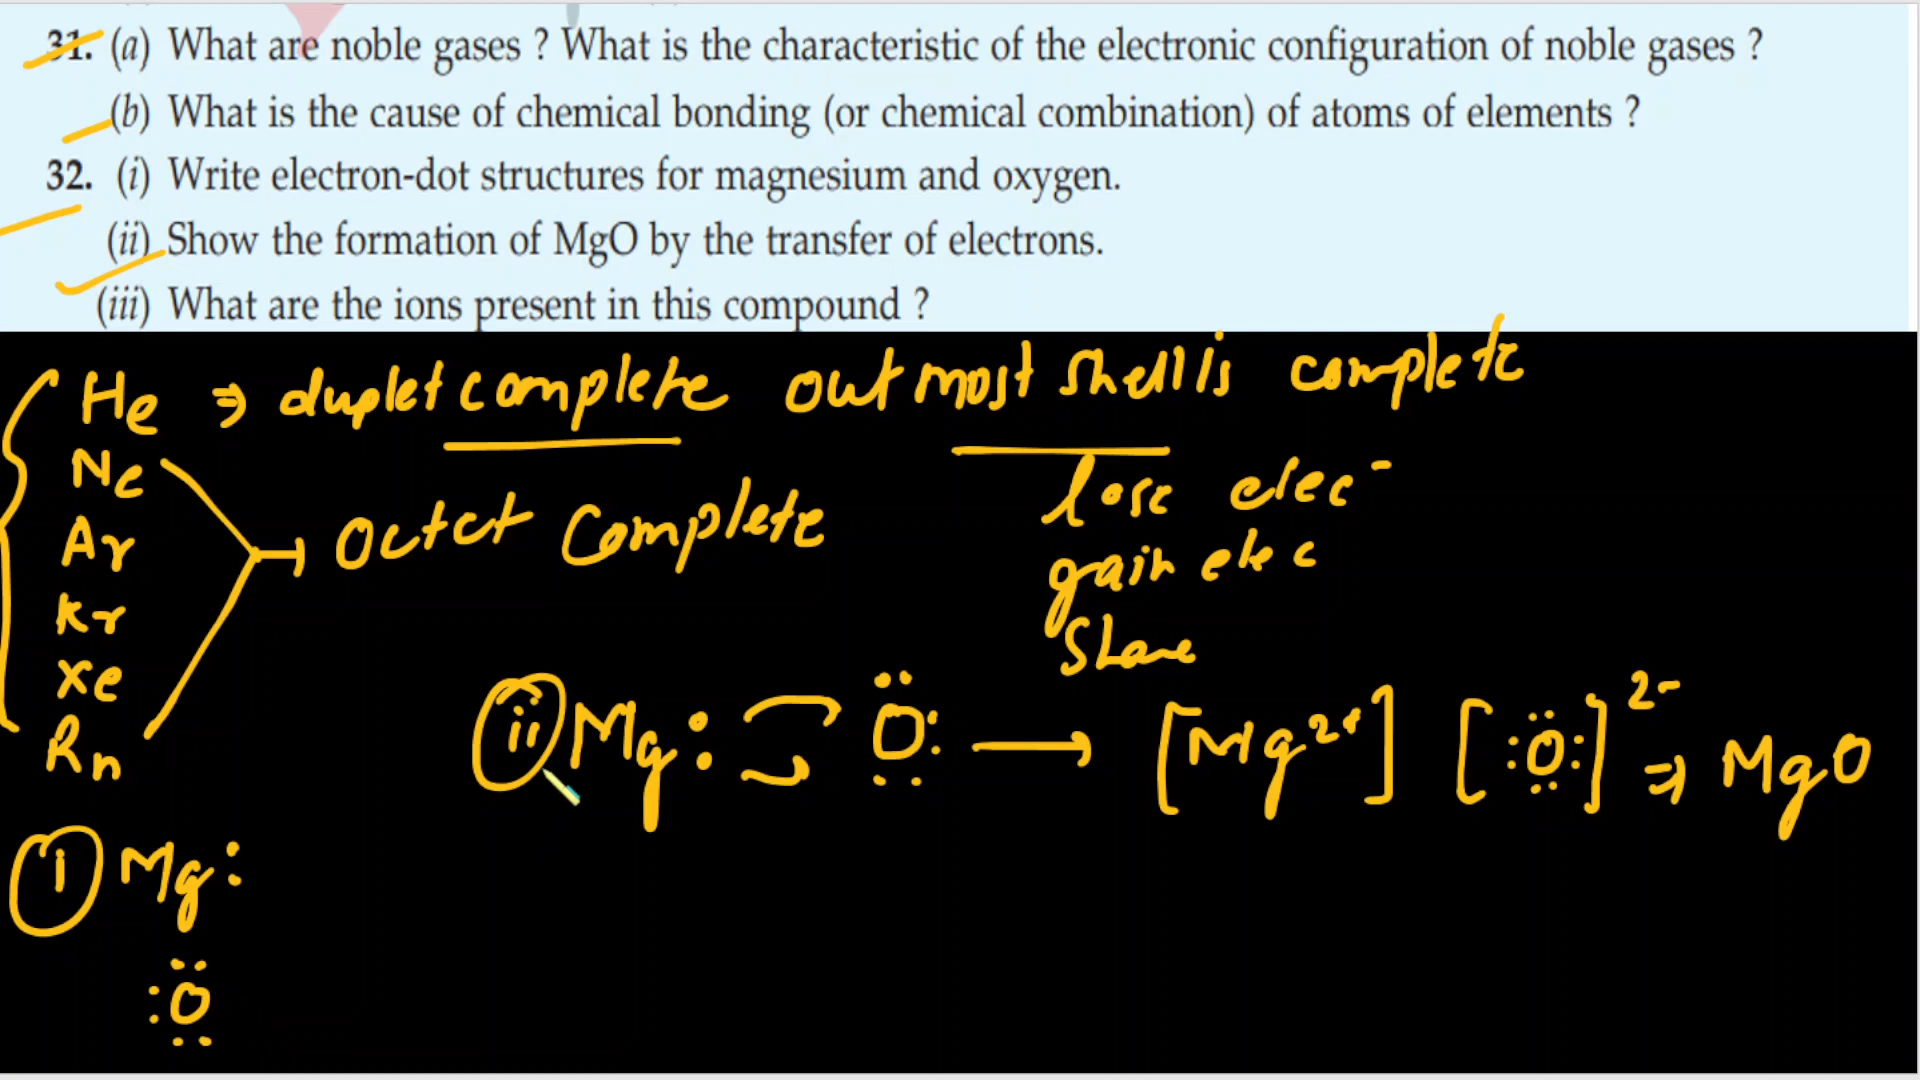 31. (a) What are noble gases ? What is the characteristic of the electronic configuration of noble gases ?
(b) What is the cause of chemical bonding (or chemical combination) of atoms of elements ?
32. (i) Write electron-dot structures for magnesium and oxygen.
(ii) Show the formation of MgO by the transfer of electrons.
(iii) What are the ions present in this compound ?
He ⇒ duplet complete outmost shell is complete
Ne
Ar
Kr
Xe
Rn
→ Octet Complete
lose elec⁻
gain elec
Share
(ii) Mg: Ö: → [Mg²⁺] [:Ö:]²⁻ ⇒ MgO
(i) Mg:
:Ö